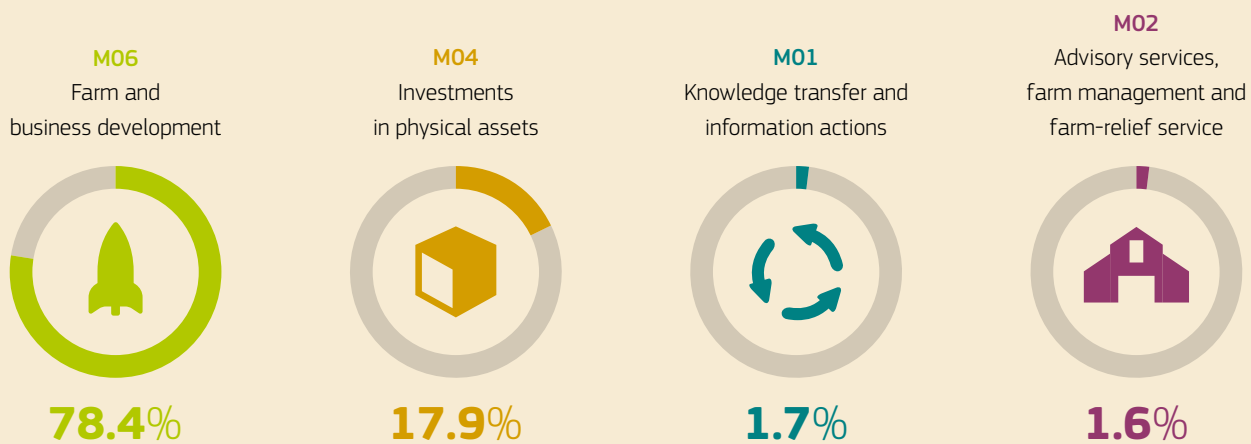 M06
Farm and
business development
78.4%
M04
Investments
in physical assets
17.9%
M01
Knowledge transfer and
information actions
1.7%
M02
Advisory services,
farm management and
farm-relief service
1.6%